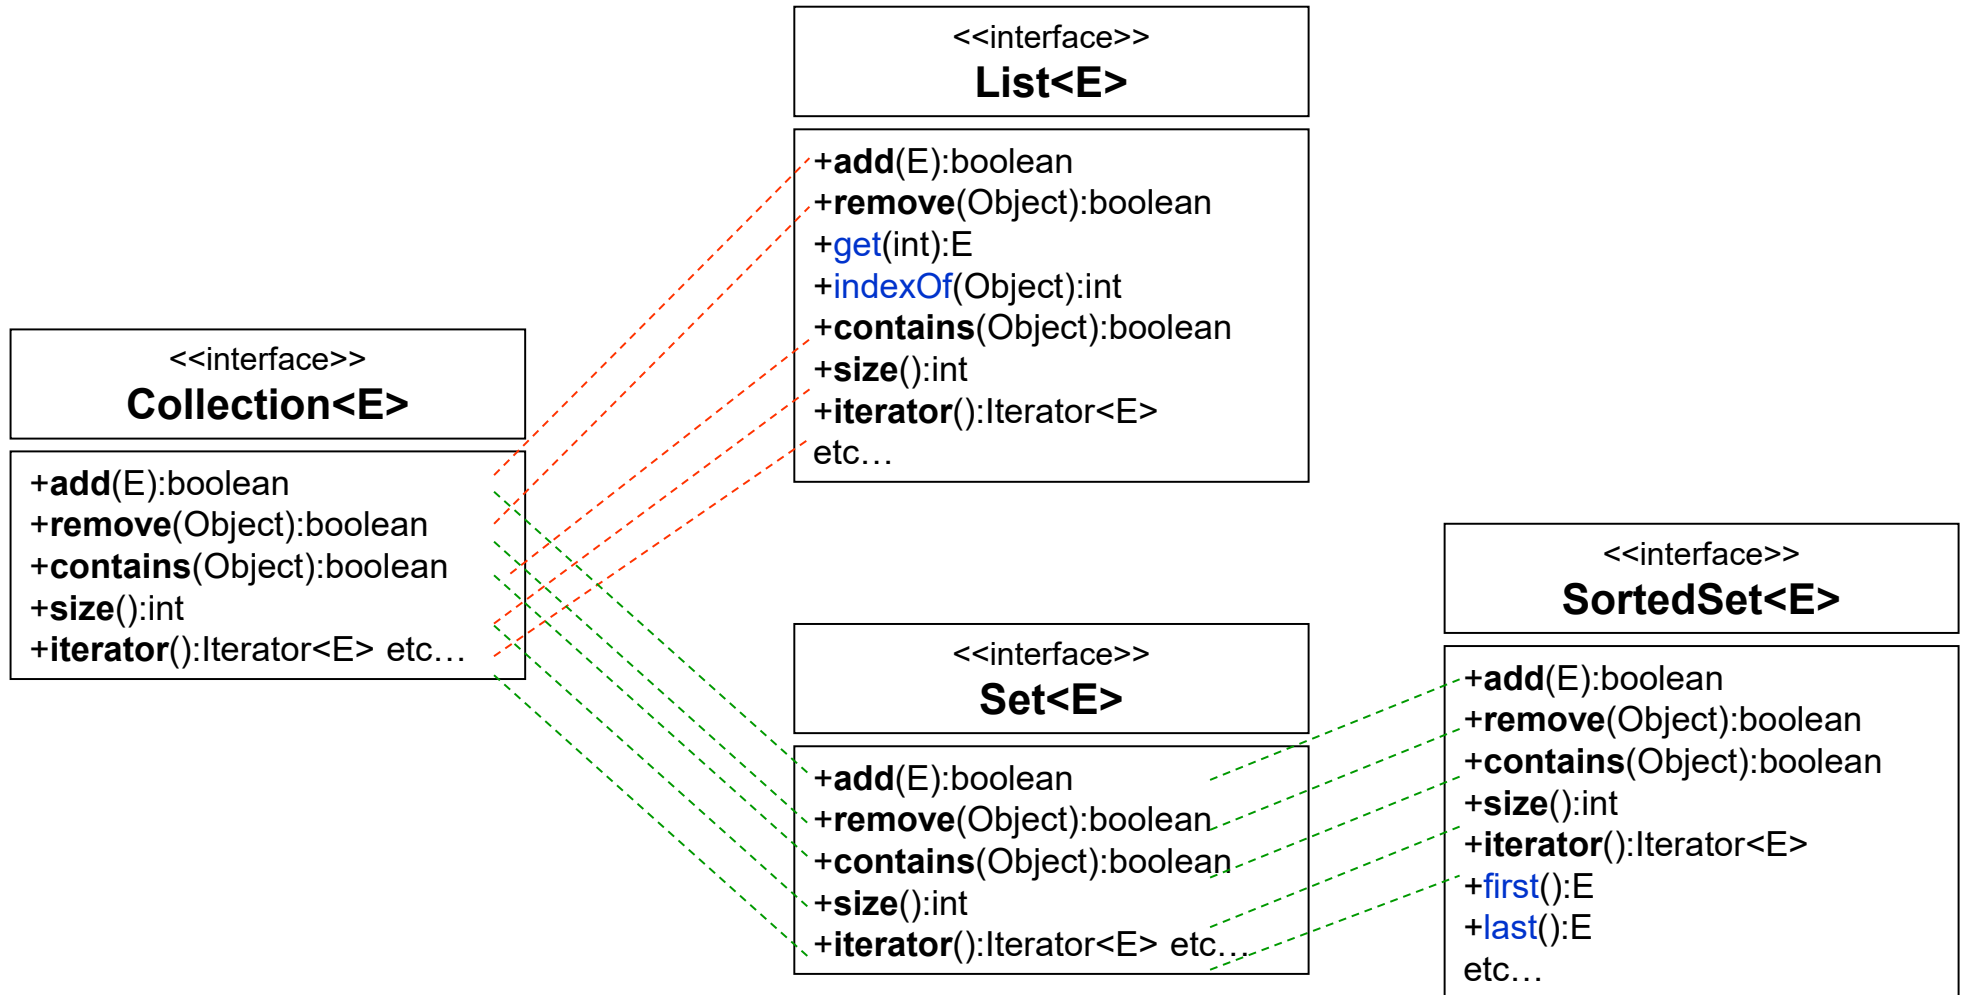 <<interface>>
List<E>
+add(E):boolean
+remove(Object):boolean
+get(int):E
+indexOf(Object):int
+contains(Object):boolean
+size():int
+iterator():Iterator<E>
etc…
<<interface>>
Collection<E>
+add(E):boolean
+remove(Object):boolean
+contains(Object):boolean
+size():int
+iterator():Iterator<E> etc…
<<interface>>
Set<E>
+add(E):boolean
+remove(Object):boolean
+contains(Object):boolean
+size():int
+iterator():Iterator<E> etc…
<<interface>>
SortedSet<E>
+add(E):boolean
+remove(Object):boolean
+contains(Object):boolean
+size():int
+iterator():Iterator<E>
+first():E
+last():E
etc…